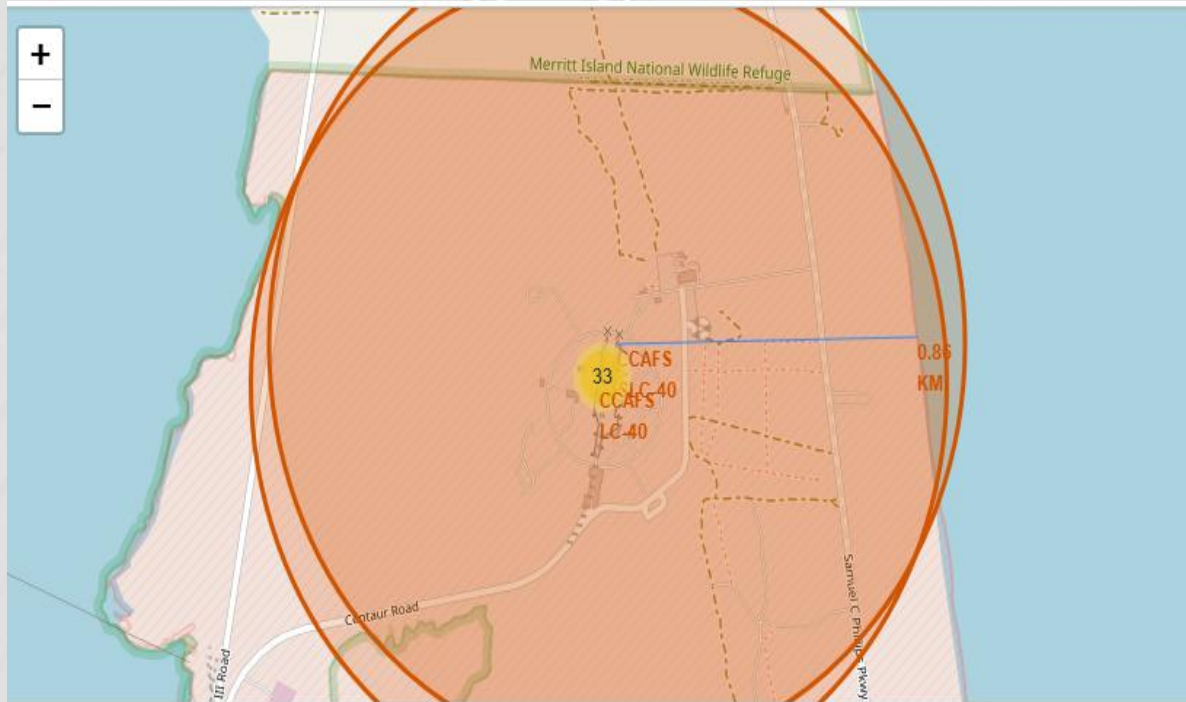 +
−
Merritt Island National Wildlife Refuge
CCAFS
SLC-40
0.86
KM
33
CCAFS
LC-40
Centaur Road
III Road
Samuel C Phillips Pkwy